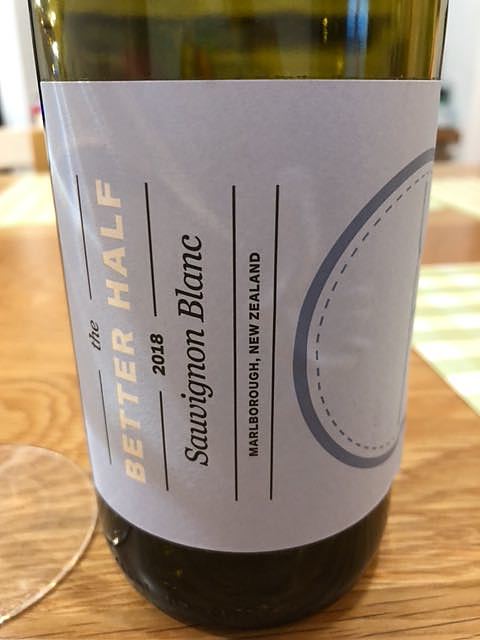 the
BETTER HALF
2018
Sauvignon Blanc
MARLBOROUGH, NEW ZEALAND